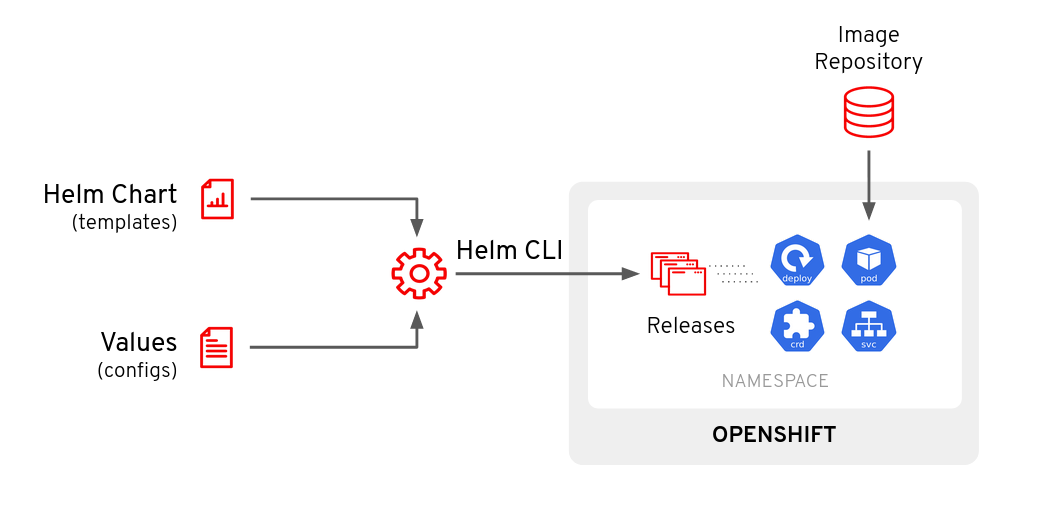 Image
Repository
Helm Chart
(templates)
Helm CLI
deploy
pod
Releases
crd
svc
Values
(configs)
NAMESPACE
OPENSHIFT